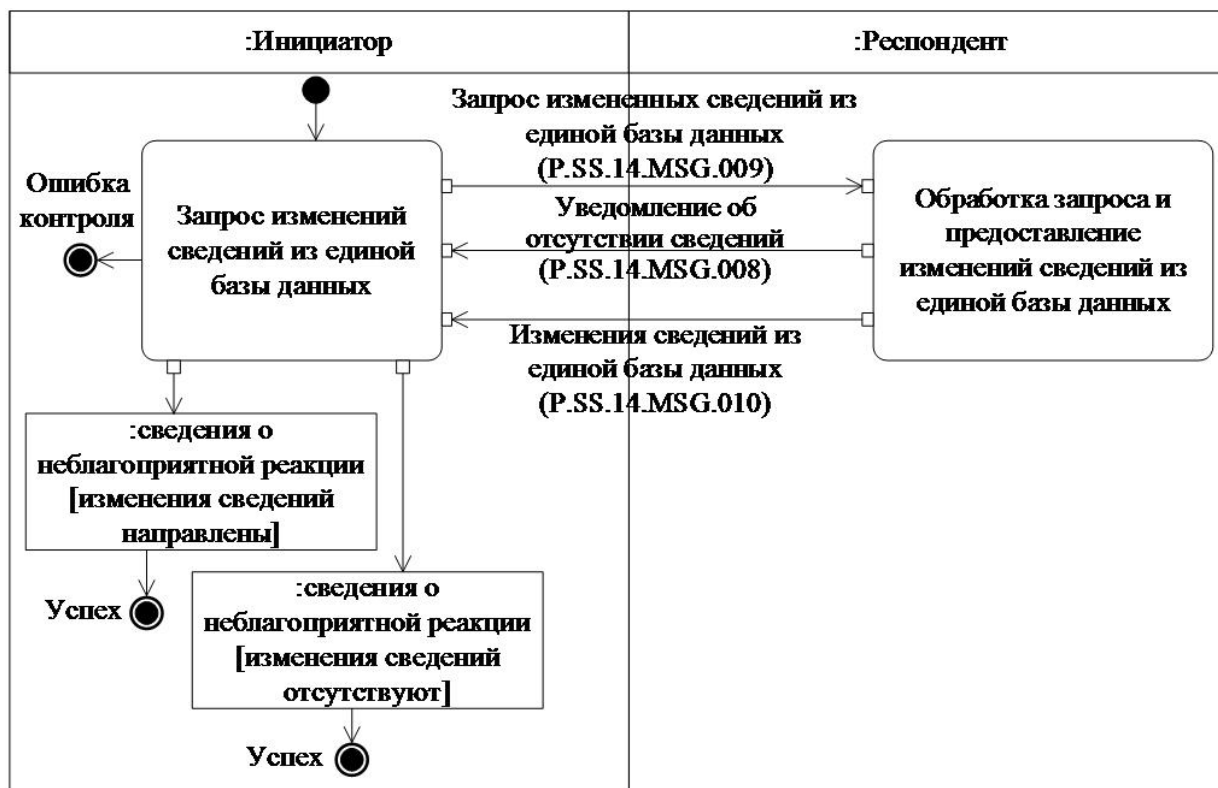 :Инициатор
:Респондент
Запрос измененных сведений из
единой базы данных
(P.SS.14.MSG.009)
Ошибка
контроля
Запрос изменений
сведений из единой
базы данных
Уведомление об
отсутствии сведений
(P.SS.14.MSG.008)
Обработка запроса и
предоставление
изменений сведений из
единой базы данных
Изменения сведений из
единой базы данных
(P.SS.14.MSG.010)
:сведения о
неблагоприятной реакции
[изменения сведений
направлены]
Успех
:сведения о
неблагоприятной реакции
[изменения сведений
отсутствуют]
Успех